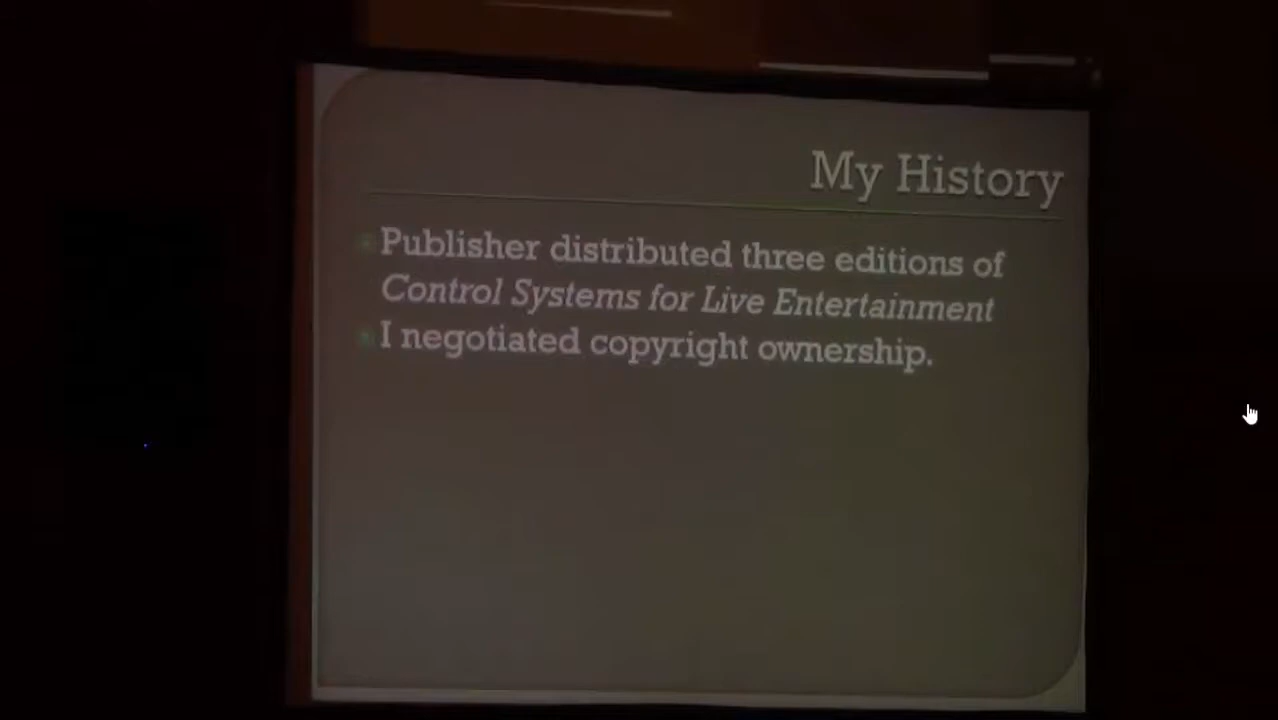 My History
Publisher distributed three editions of
Control Systems for Live Entertainment
I negotiated copyright ownership.